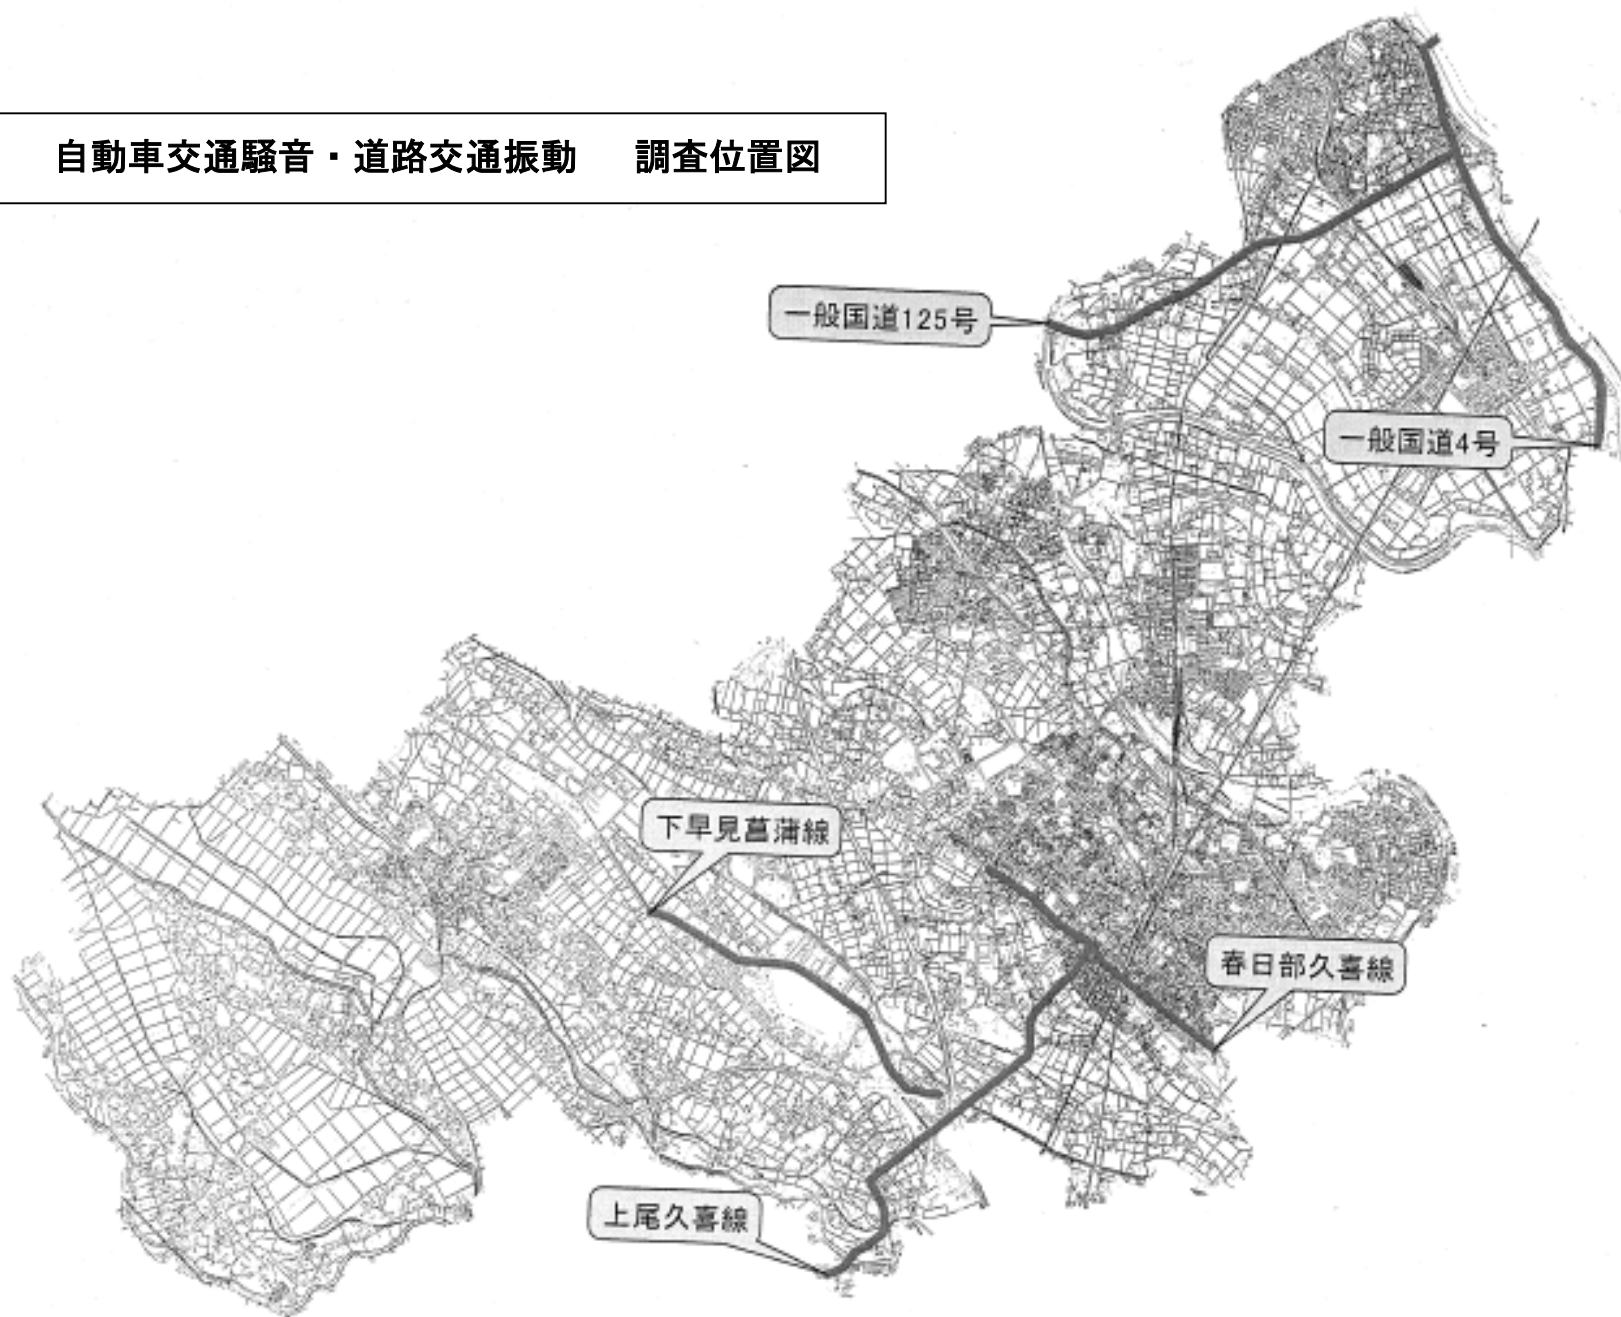 自動車交通騒音・道路交通振動　調査位置図
一般国道125号
一般国道4号
下早見菖蒲線
春日部久喜線
上尾久喜線